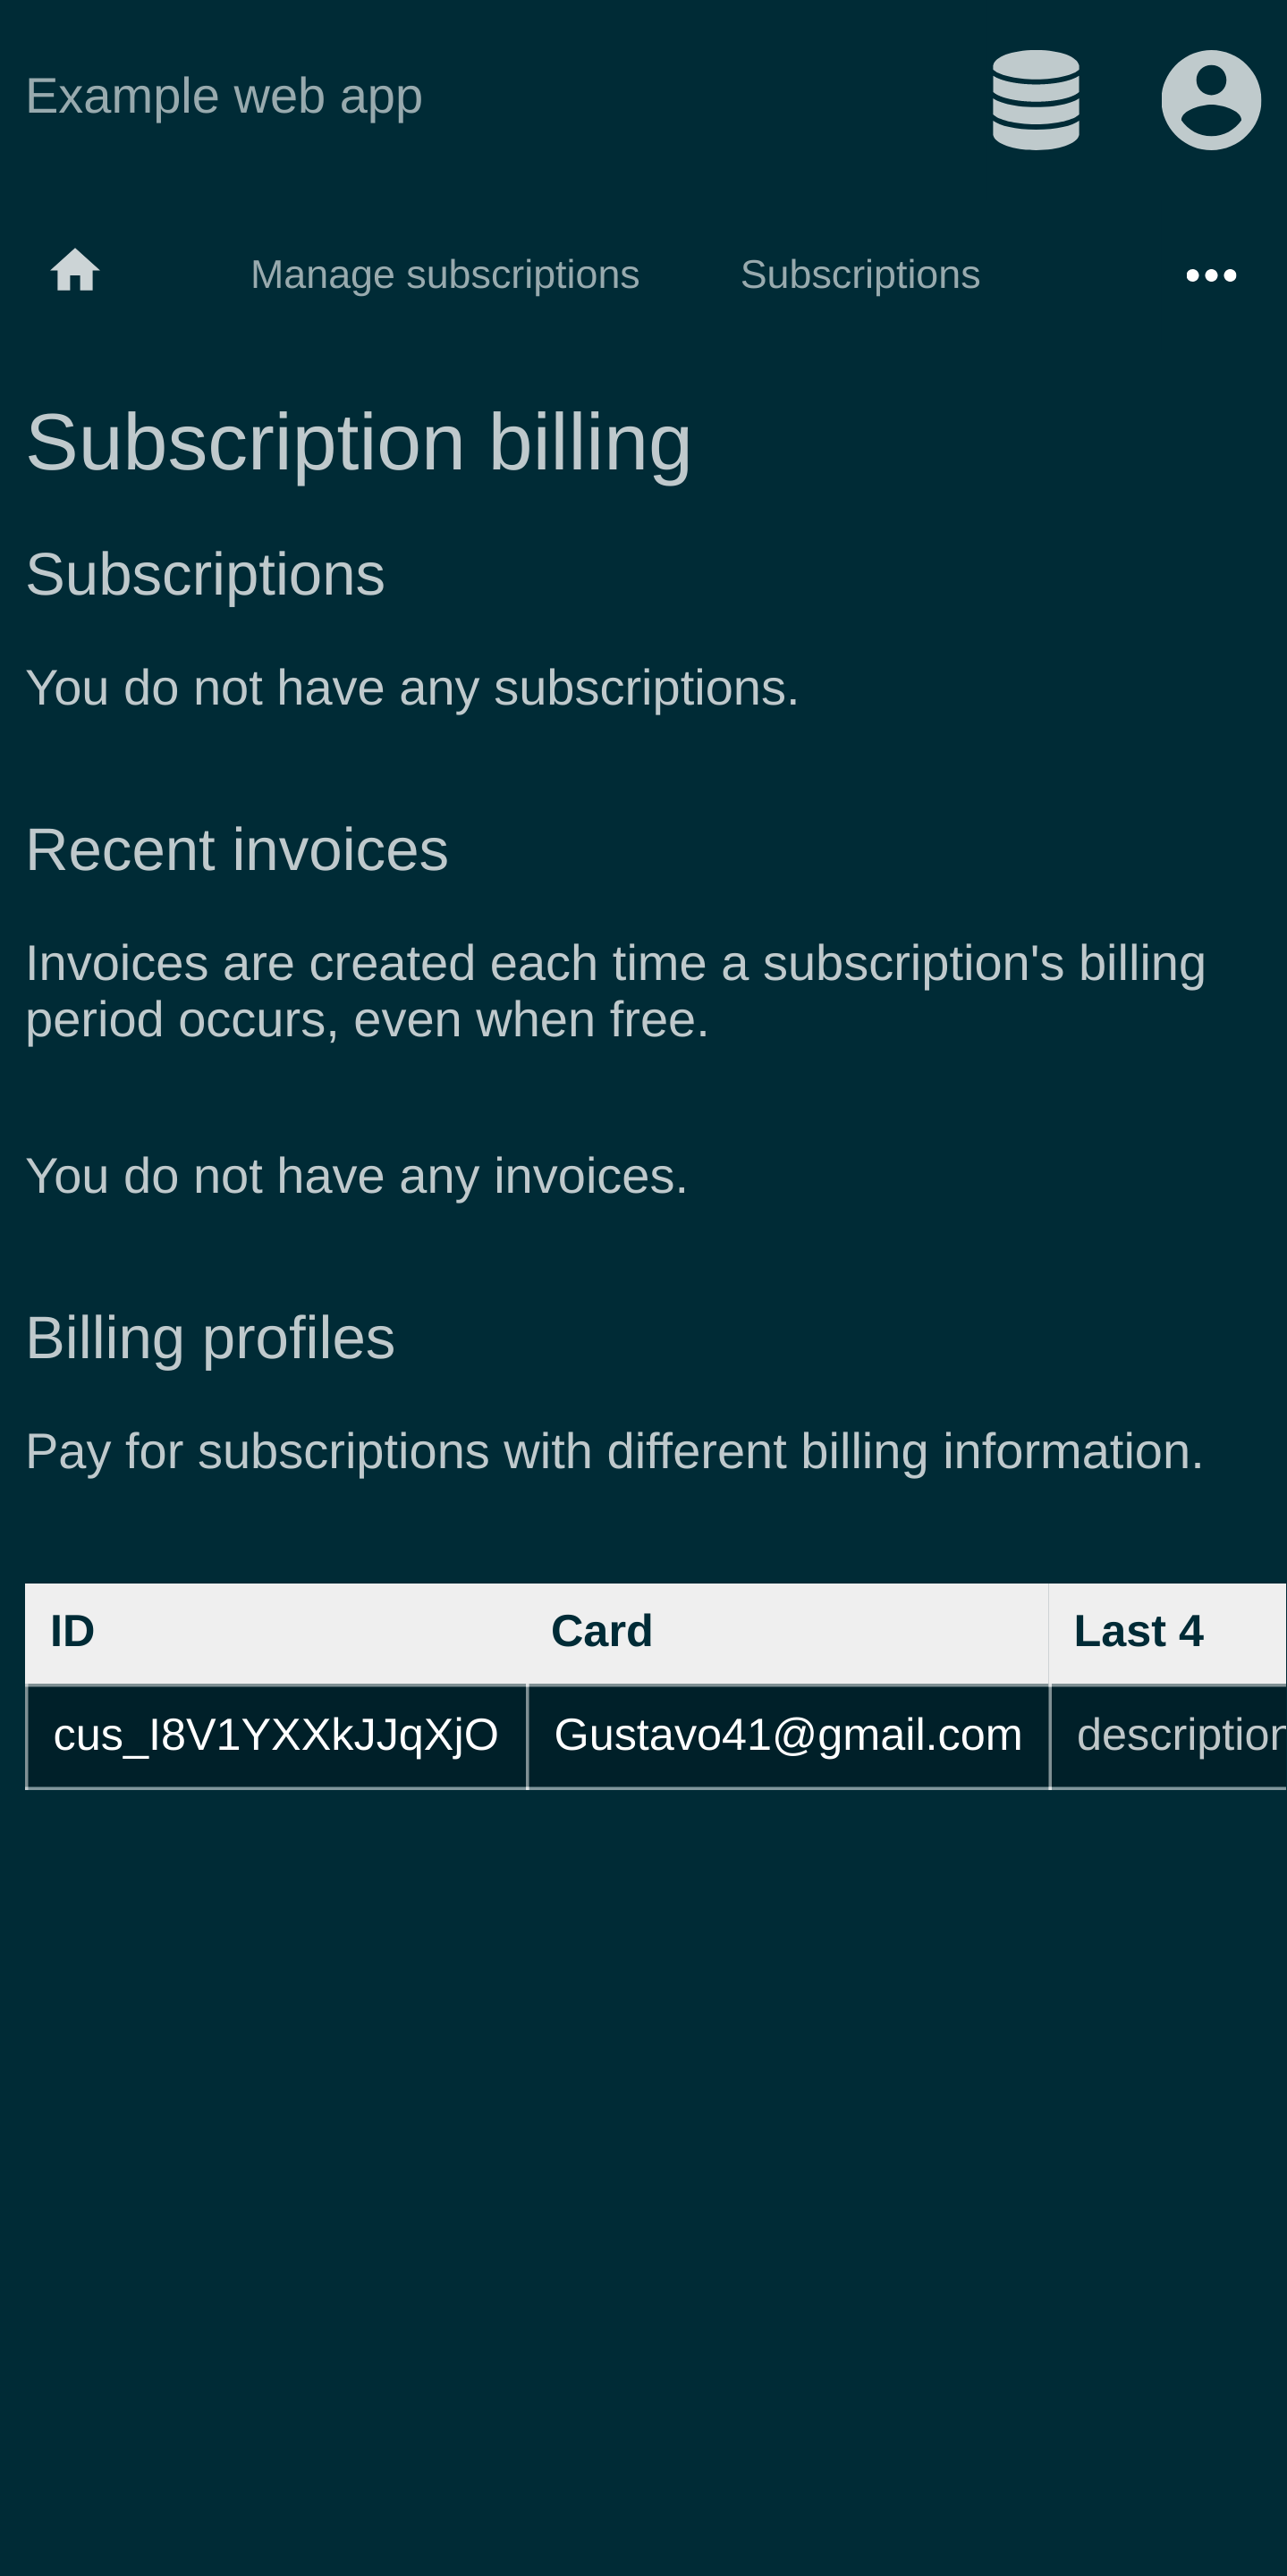 Example web app
Manage subscriptions Subscriptions
Subscription billing
Subscriptions
You do not have any subscriptions.
Recent invoices
Invoices are created each time a subscription's billing
period occurs, even when free.
You do not have any invoices.
Billing profiles
Pay for subscriptions with different billing information.
ID Card Last 4
cus_I8V1YXXkJJqXjO Gustavo41@gmail.com description